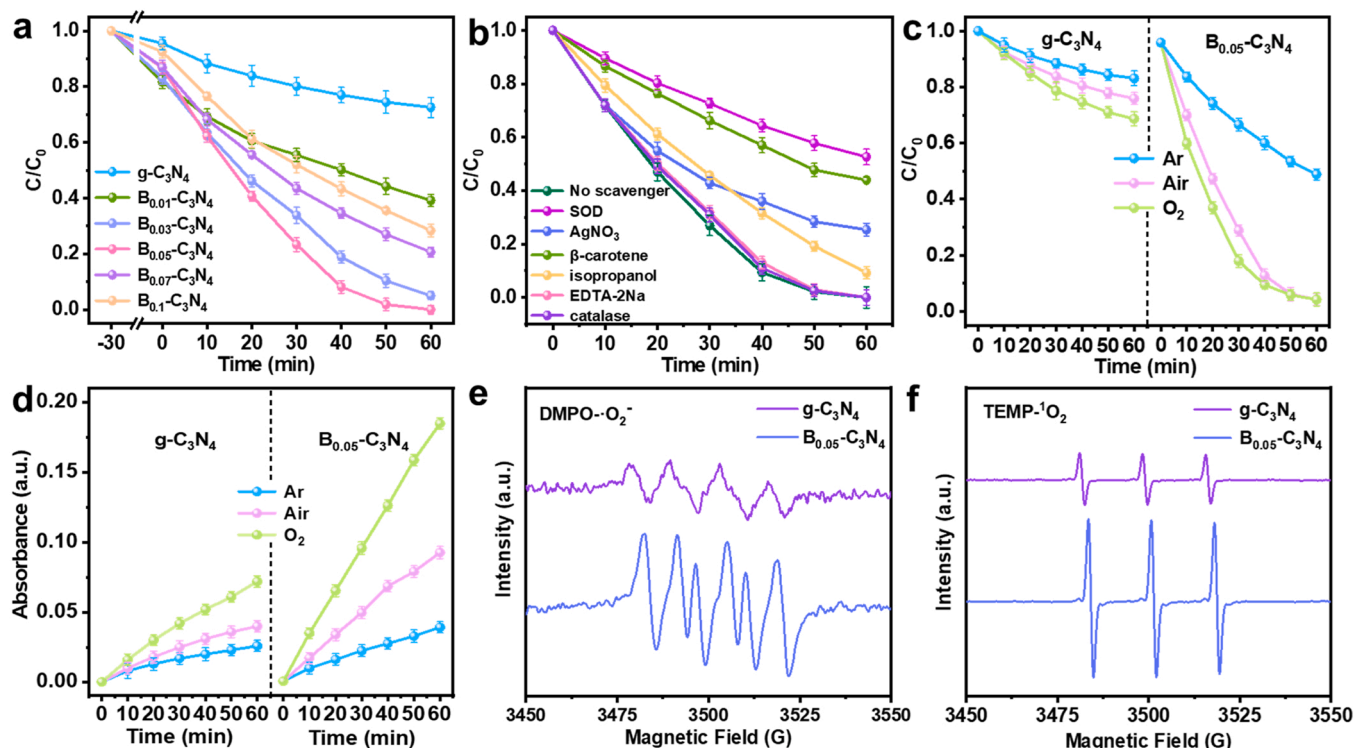 a
C/C₀
1.0
0.8
0.6
0.4
0.2
0.0
g-C₃N₄
B₀.₀₁-C₃N₄
B₀.₀₃-C₃N₄
B₀.₀₅-C₃N₄
B₀.₀₇-C₃N₄
B₀.₁-C₃N₄
-30 0 10 20 30 40 50 60
Time (min)
b
C/C₀
1.0
0.8
0.6
0.4
0.2
0.0
No scavenger
SOD
AgNO₃
β-carotene
isopropanol
EDTA-2Na
catalase
0 10 20 30 40 50 60
Time (min)
c
C/C₀
1.0
0.8
0.6
0.4
0.2
0.0
g-C₃N₄
B₀.₀₅-C₃N₄
Ar
Air
O₂
0 10 20 30 40 50 60 0 10 20 30 40 50 60
Time (min)
d
Absorbance (a.u.)
0.20
0.15
0.10
0.05
0.00
g-C₃N₄
B₀.₀₅-C₃N₄
Ar
Air
O₂
0 10 20 30 40 50 60 0 10 20 30 40 50 60
Time (min) Time (min)
e
Intensity (a.u.)
DMPO-·O₂⁻
g-C₃N₄
B₀.₀₅-C₃N₄
3450 3475 3500 3525 3550
Magnetic Field (G)
f
Intensity (a.u.)
TEMP-¹O₂
g-C₃N₄
B₀.₀₅-C₃N₄
3450 3475 3500 3525 3550
Magnetic Field (G)